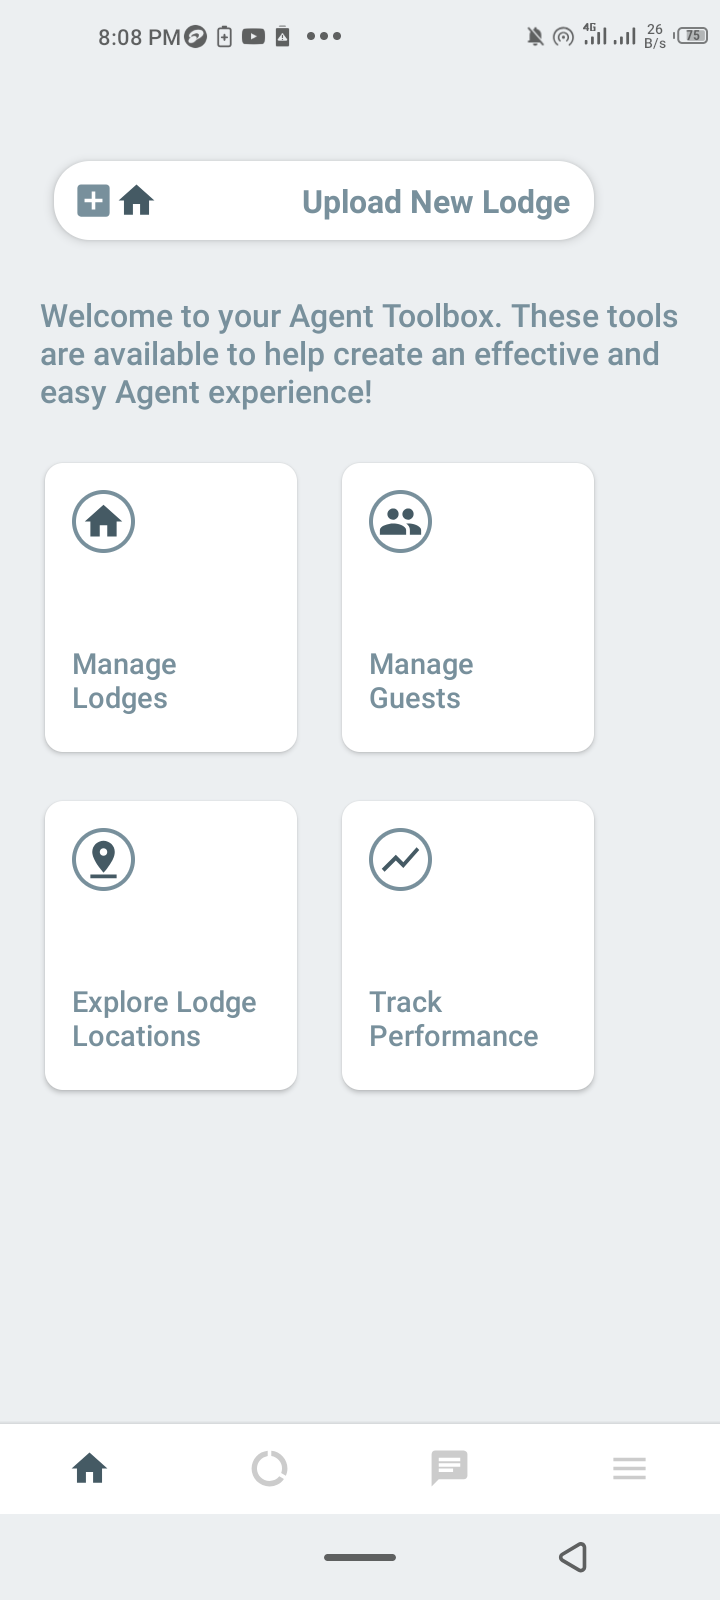 8:08 PM
4G
26
B/s
75
Upload New Lodge
Welcome to your Agent Toolbox. These tools
are available to help create an effective and
easy Agent experience!
Manage
Lodges
Manage
Guests
Explore Lodge
Locations
Track
Performance